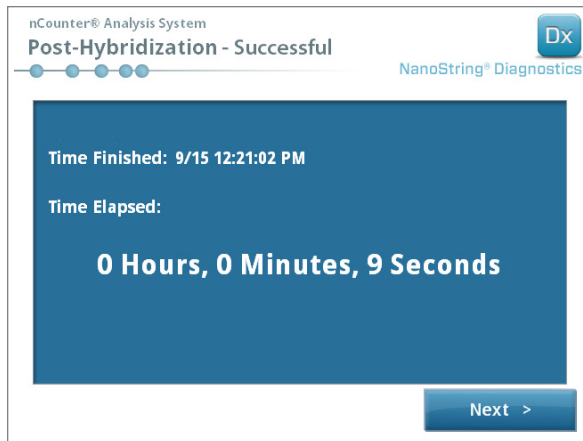 nCounter® Analysis System
Post-Hybridization - Successful
Dx
NanoString® Diagnostics
Time Finished: 9/15 12:21:02 PM
Time Elapsed:
0 Hours, 0 Minutes, 9 Seconds
Next >